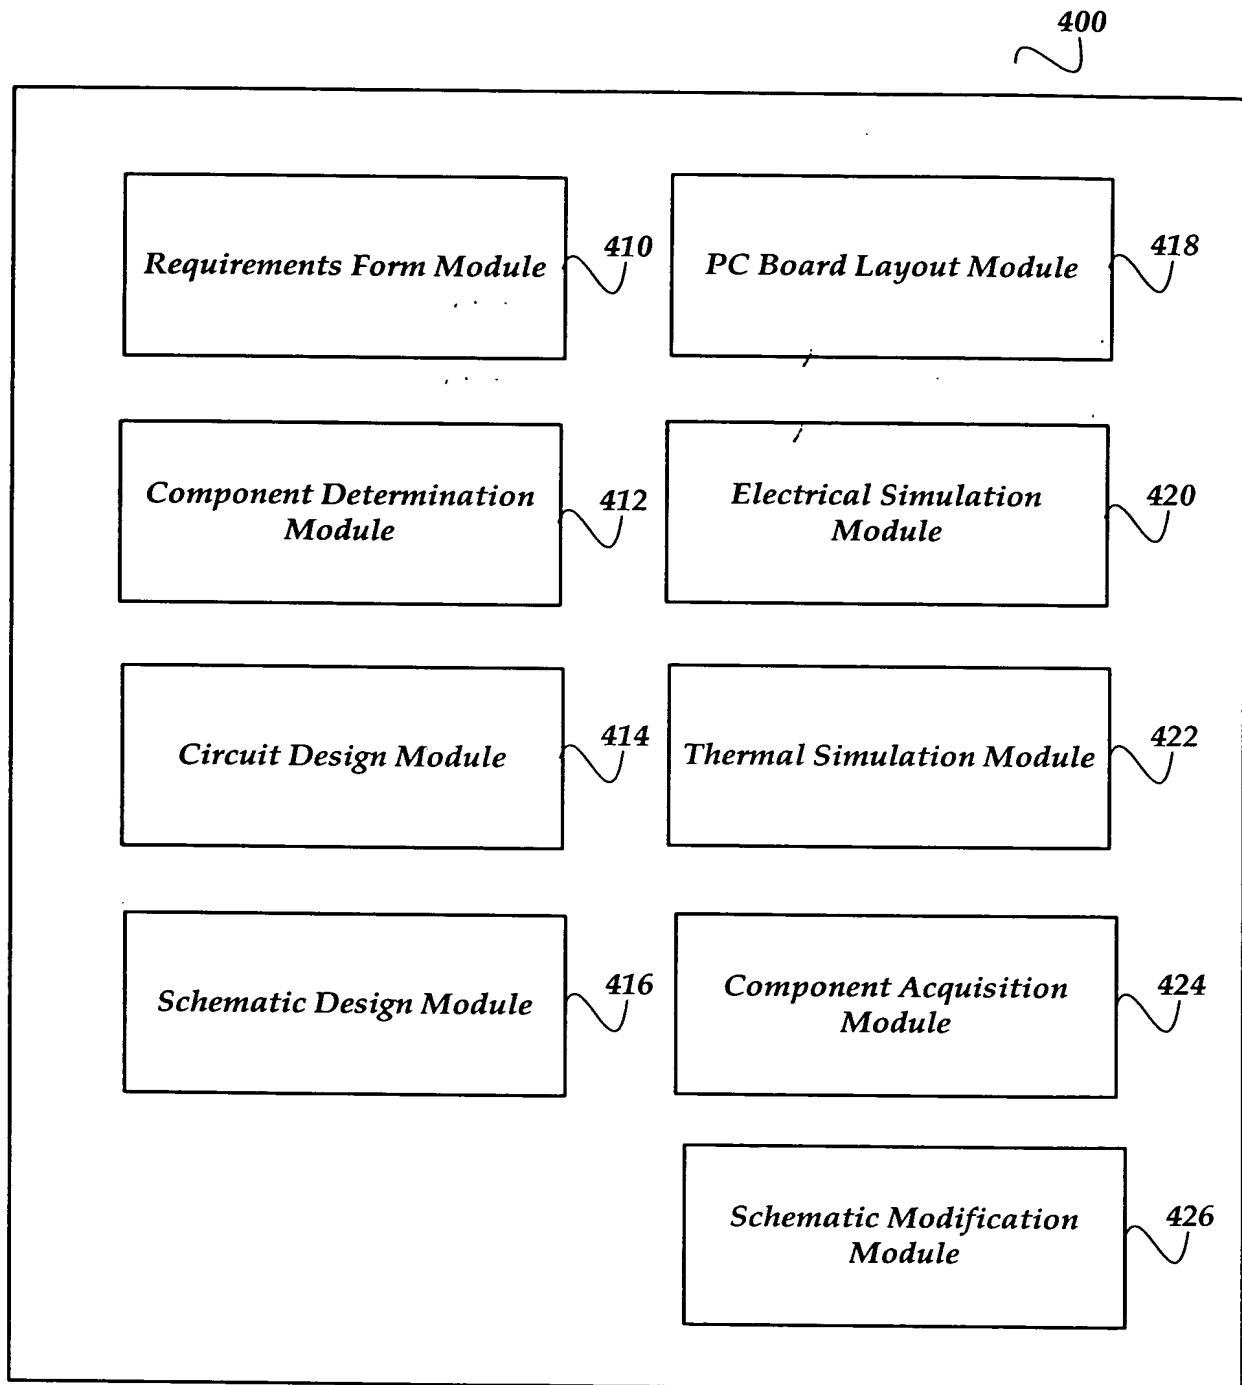 400
Requirements Form Module
410
PC Board Layout Module
418
Component Determination
Module
412
Electrical Simulation
Module
420
Circuit Design Module
414
Thermal Simulation Module
422
Schematic Design Module
416
Component Acquisition
Module
424
Schematic Modification
Module
426